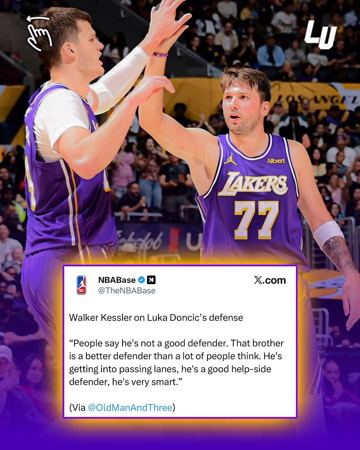 LU
LOS ANGELES
Albert
LAKERS
77
NBABase
@TheNBABase
X.com
Walker Kessler on Luka Doncic's defense
“People say he's not a good defender. That brother
is a better defender than a lot of people think. He's
getting into passing lanes, he's a good help-side
defender, he's very smart.”
(Via @OldManAndThree)